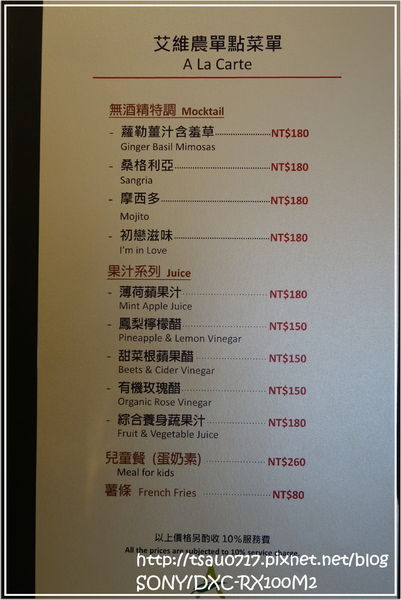 艾維農單點菜單
A La Carte
無酒精特調 Mocktail
- 蘿勒薑汁含羞草 NT$180
Ginger Basil Mimosas
- 桑格利亞 NT$180
Sangria
- 摩西多 NT$180
Mojito
- 初戀滋味 NT$180
I'm in Love
果汁系列 Juice
- 薄荷蘋果汁 NT$180
Mint Apple Juice
- 鳳梨檸檬醋 NT$150
Pineapple & Lemon Vinegar
- 甜菜根蘋果醋 NT$150
Beets & Cider Vinegar
- 有機玫瑰醋 NT$150
Organic Rose Vinegar
- 綜合養身蔬果汁 NT$180
Fruit & Vegetable Juice
兒童餐 (蛋奶素) NT$260
Meal for kids
薯條 French Fries NT$80
以上價格另酌收 10%服務費
All the prices are subjected to 10% service charge
http://tsau0717.pixnet.net/blog
SONY/DXC-RX100M2